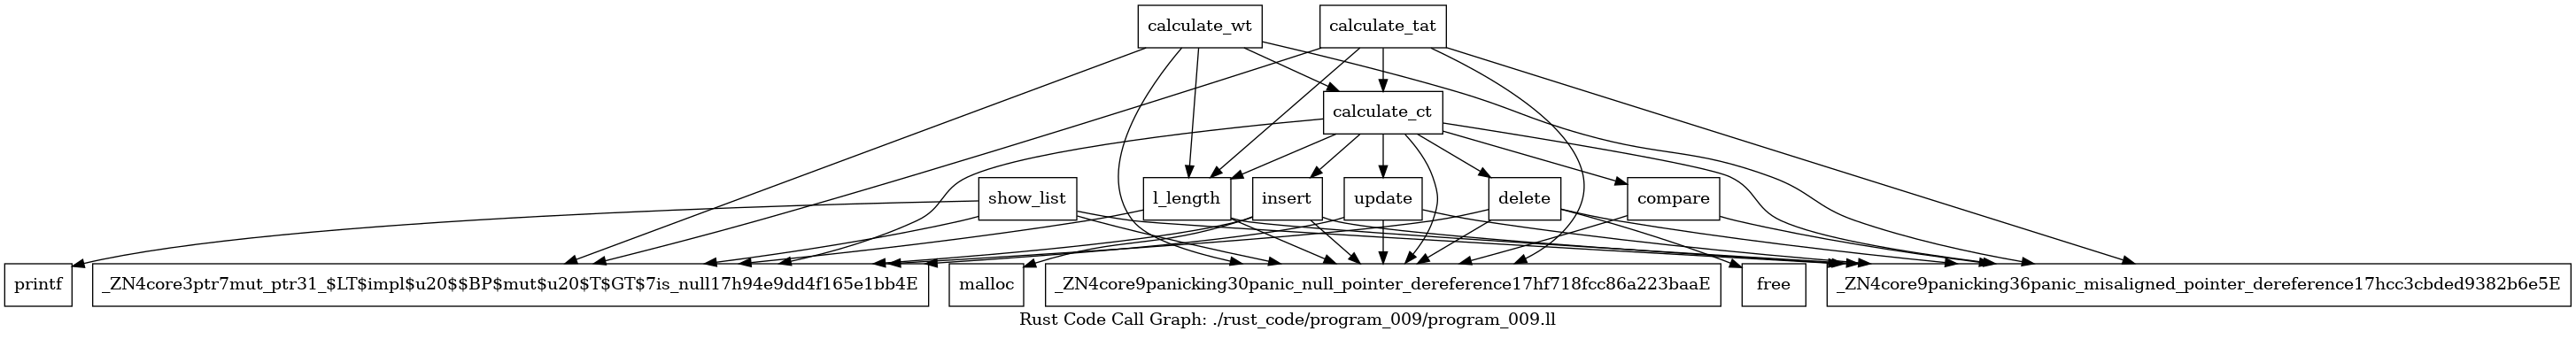 calculate_wt
calculate_tat
calculate_ct
show_list
l_length
insert
update
delete
compare
printf
_ZN4core3ptr7mut_ptr31_$LT$impl$u20$$BP$mut$u20$T$GT$7is_null17h94e9dd4f165e1bb4E
malloc
_ZN4core9panicking30panic_null_pointer_dereference17hf718fcc86a223baaE
free
_ZN4core9panicking36panic_misaligned_pointer_dereference17hcc3cbded9382b6e5E
Rust Code Call Graph: ./rust_code/program_009/program_009.ll